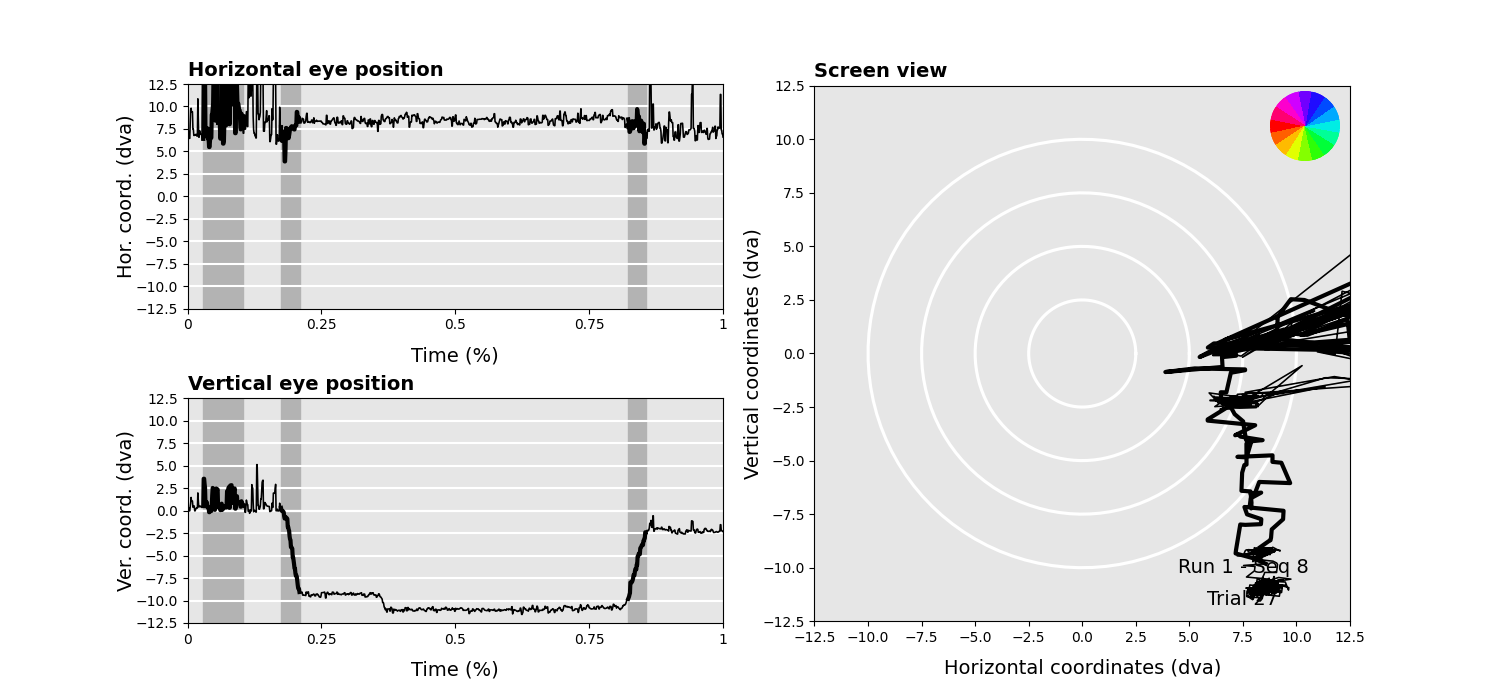 Horizontal eye position
Hor. coord. (dva)
12.5
10.0
7.5
5.0
2.5
0.0
−2.5
−5.0
−7.5
−10.0
−12.5
0 0.25 0.5 0.75 1
Time (%)
Vertical eye position
Ver. coord. (dva)
12.5
10.0
7.5
5.0
2.5
0.0
−2.5
−5.0
−7.5
−10.0
−12.5
0 0.25 0.5 0.75 1
Time (%)
Screen view
Vertical coordinates (dva)
12.5
10.0
7.5
5.0
2.5
0.0
−2.5
−5.0
−7.5
−10.0
−12.5
Run 1 - Seq 8
Trial 27
−12.5 −10.0 −7.5 −5.0 −2.5 0.0 2.5 5.0 7.5 10.0 12.5
Horizontal coordinates (dva)